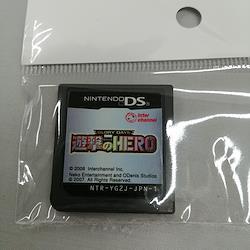 NINTENDO DS
inter channel
GLORY DAYS
遊撃のHERO
© 2008 Interchannel Inc.
Neko Entertainment and ODenis Studios
© 2007. All Rights Reserved.
NTR-YGZJ-JPN-1